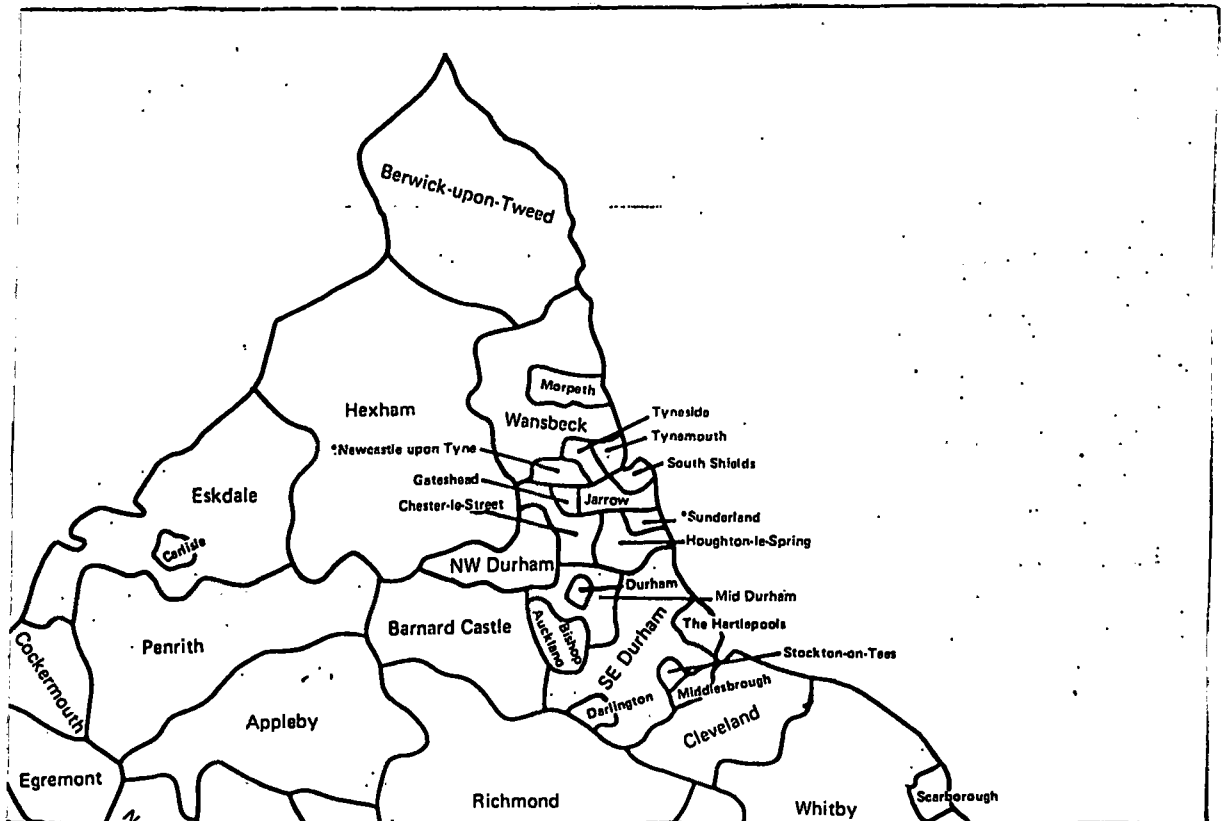 Berwick-upon-Tweed
Morpeth
Hexham
Wansbeck
Tyneside
Tynemouth
*Newcastle upon Tyne
South Shields
Gateshead
Eskdale
Jarrow
Chester-le-Street
*Sunderland
Houghton-le-Spring
Carlisle
NW Durham
Durham
Mid Durham
Barnard Castle
Bishop
Auckland
The Hartlepools
Penrith
SE Durham
Stockton-on-Tees
Cockermouth
Middlesbrough
Darlington
Appleby
Cleveland
Egremont
Richmond
Whitby
Scarborough
N